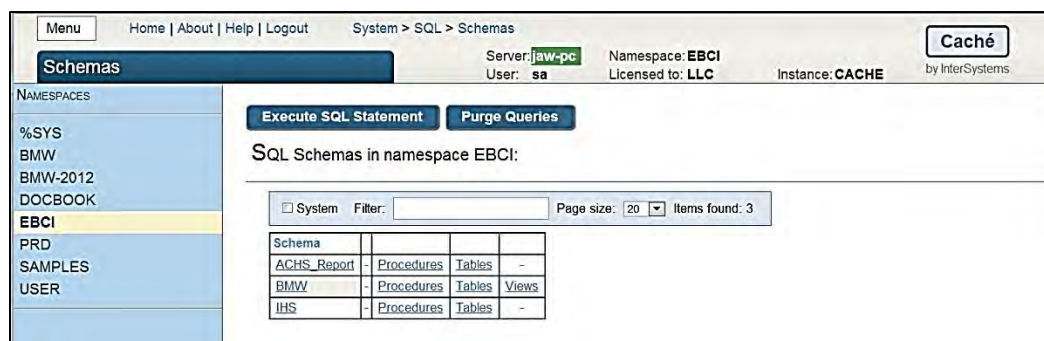 Menu Home | About | Help | Logout System > SQL > Schemas
Caché
by InterSystems
Schemas
Server: jaw-pc Namespace: EBCI
User: sa Licensed to: LLC Instance: CACHE
NAMESPACES
%SYS
BMW
BMW-2012
DOCBOOK
EBCI
PRD
SAMPLES
USER
Execute SQL Statement Purge Queries
SQL Schemas in namespace EBCI:
System Filter: Page size: 20 Items found: 3
Schema
ACHS_Report - Procedures Tables -
BMW - Procedures Tables Views
IHS - Procedures Tables -